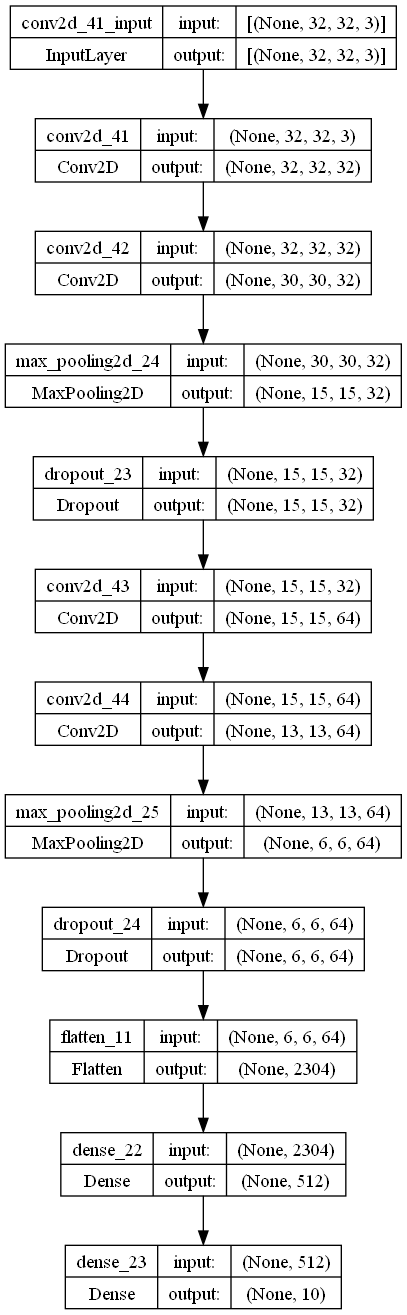 conv2d_41_input input: [(None, 32, 32, 3)]
InputLayer output: [(None, 32, 32, 3)]
conv2d_41 input: (None, 32, 32, 3)
Conv2D output: (None, 32, 32, 32)
conv2d_42 input: (None, 32, 32, 32)
Conv2D output: (None, 30, 30, 32)
max_pooling2d_24 input: (None, 30, 30, 32)
MaxPooling2D output: (None, 15, 15, 32)
dropout_23 input: (None, 15, 15, 32)
Dropout output: (None, 15, 15, 32)
conv2d_43 input: (None, 15, 15, 32)
Conv2D output: (None, 15, 15, 64)
conv2d_44 input: (None, 15, 15, 64)
Conv2D output: (None, 13, 13, 64)
max_pooling2d_25 input: (None, 13, 13, 64)
MaxPooling2D output: (None, 6, 6, 64)
dropout_24 input: (None, 6, 6, 64)
Dropout output: (None, 6, 6, 64)
flatten_11 input: (None, 6, 6, 64)
Flatten output: (None, 2304)
dense_22 input: (None, 2304)
Dense output: (None, 512)
dense_23 input: (None, 512)
Dense output: (None, 10)